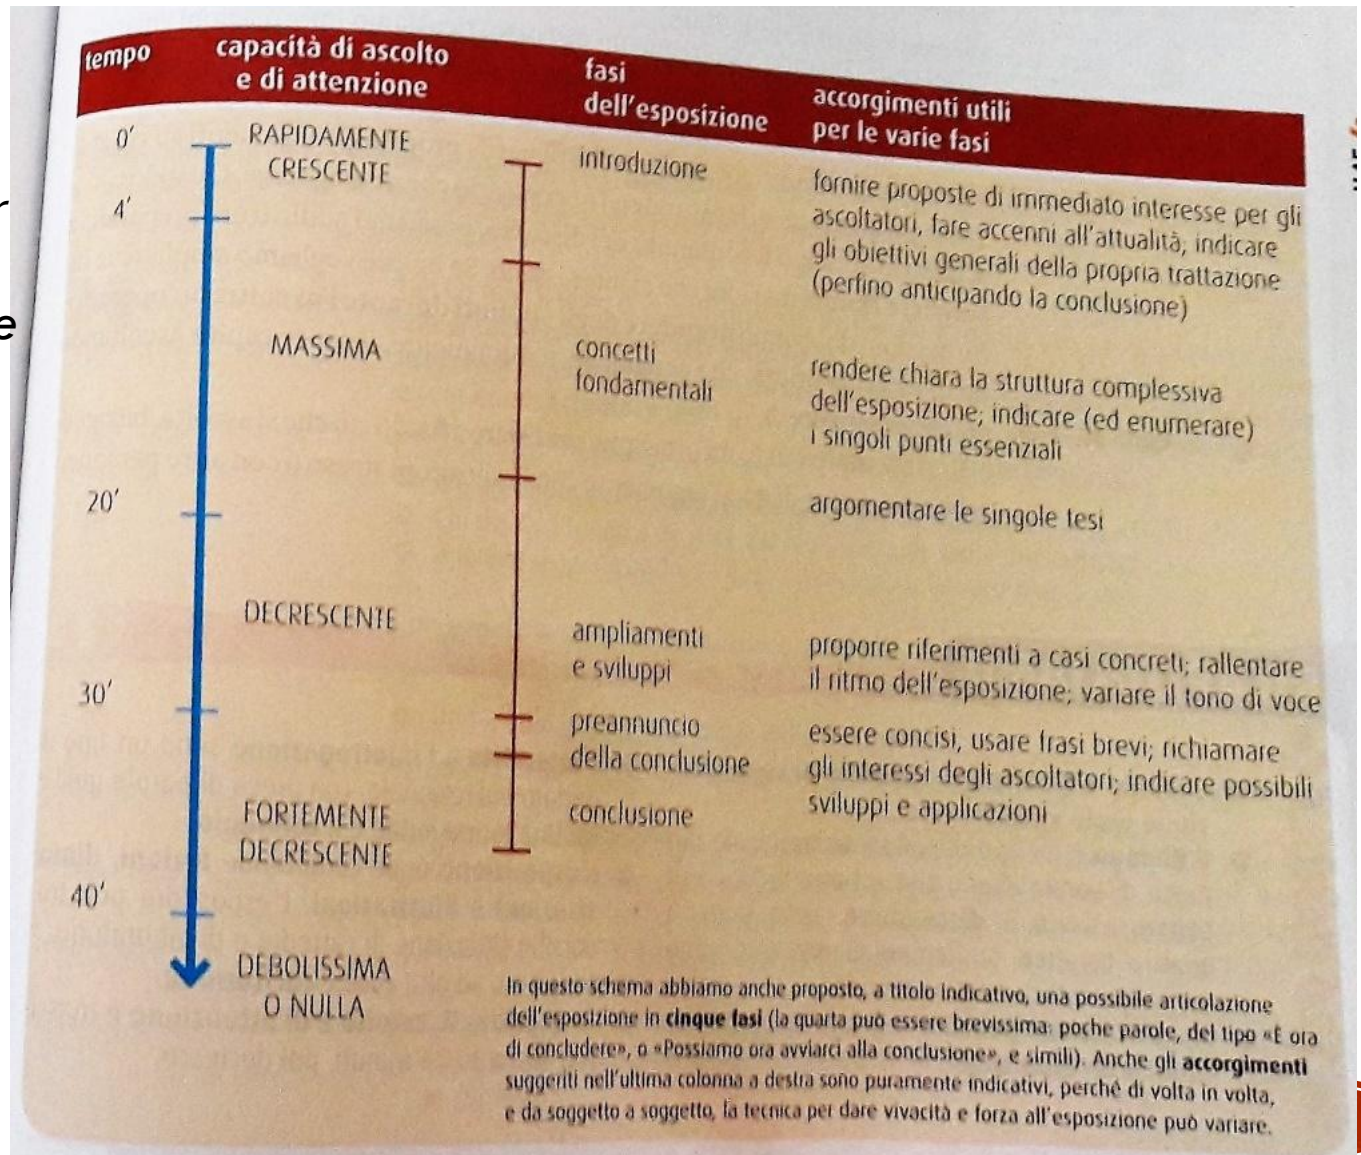 tempo
capacità di ascolto
e di attenzione
fasi
dell'esposizione
accorgimenti utili
per le varie fasi
0'
RAPIDAMENTE
CRESCENTE
introduzione
fornire proposte di immediato interesse per gli
ascoltatori, fare accenni all'attualità; indicare
gli obiettivi generali della propria trattazione
(perfino anticipando la conclusione)
4'
MASSIMA
concetti
fondamentali
rendere chiara la struttura complessiva
dell'esposizione; indicare (ed enumerare)
i singoli punti essenziali
20'
argomentare le singole tesi
DECRESCENTE
ampliamenti
e sviluppi
proporre riferimenti a casi concreti; rallentare
il ritmo dell'esposizione; variare il tono di voce
30'
preannuncio
della conclusione
essere concisi, usare frasi brevi; richiamare
gli interessi degli ascoltatori; indicare possibili
sviluppi e applicazioni
FORTEMENTE
DECRESCENTE
conclusione
40'
DEBOLISSIMA
O NULLA
In questo schema abbiamo anche proposto, a titolo indicativo, una possibile articolazione
dell'esposizione in cinque fasi (la quarta può essere brevissima: poche parole, del tipo «È ora
di concludere», o «Possiamo ora avviarci alla conclusione», e simili). Anche gli accorgimenti
suggeriti nell'ultima colonna a destra sono puramente indicativi, perché di volta in volta,
e da soggetto a soggetto, la tecnica per dare vivacità e forza all'esposizione può variare.